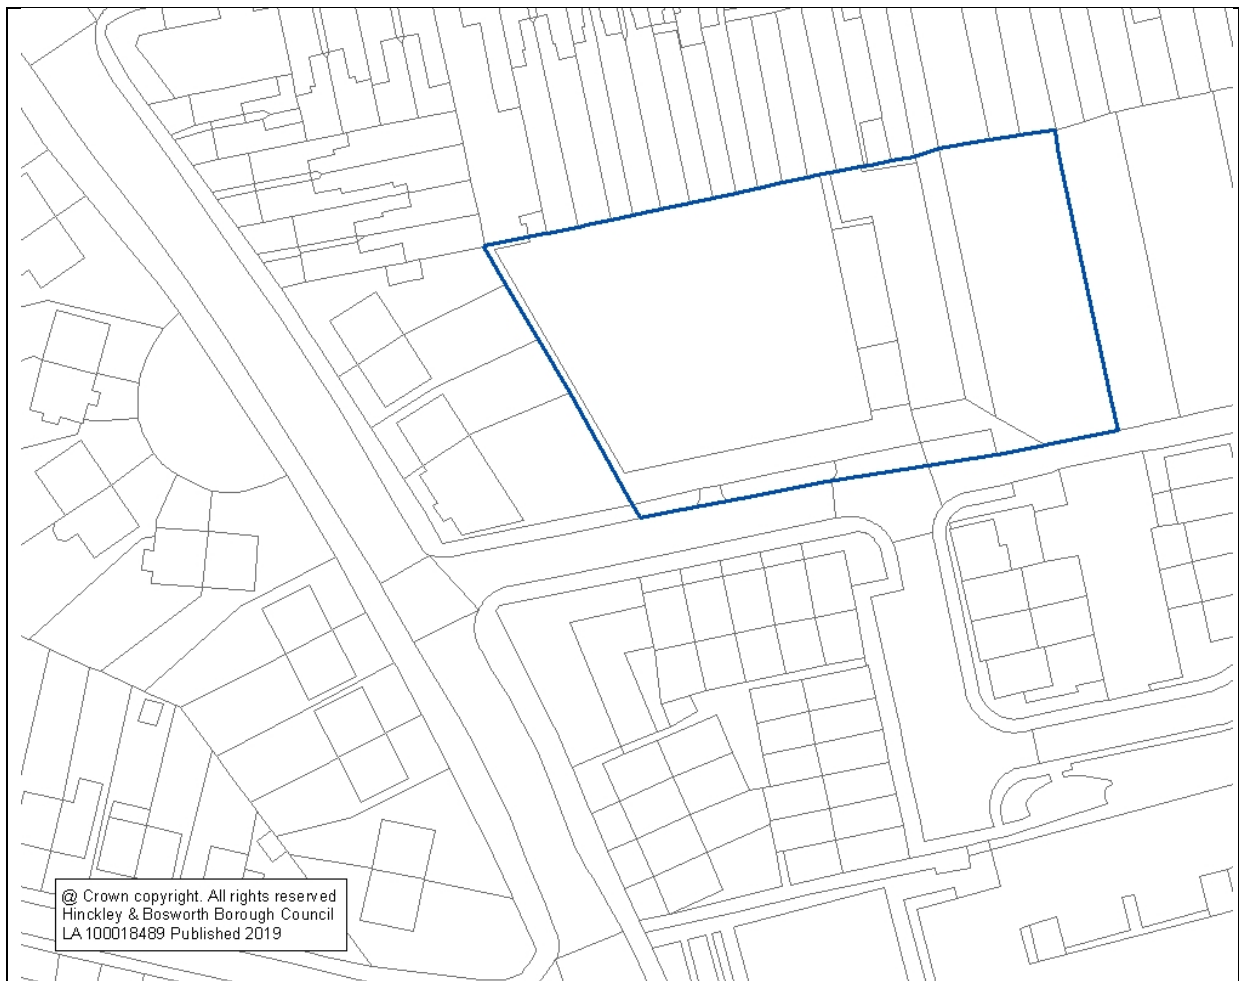 @ Crown copyright. All rights reserved
Hinckley & Bosworth Borough Council
LA 100018489 Published 2019